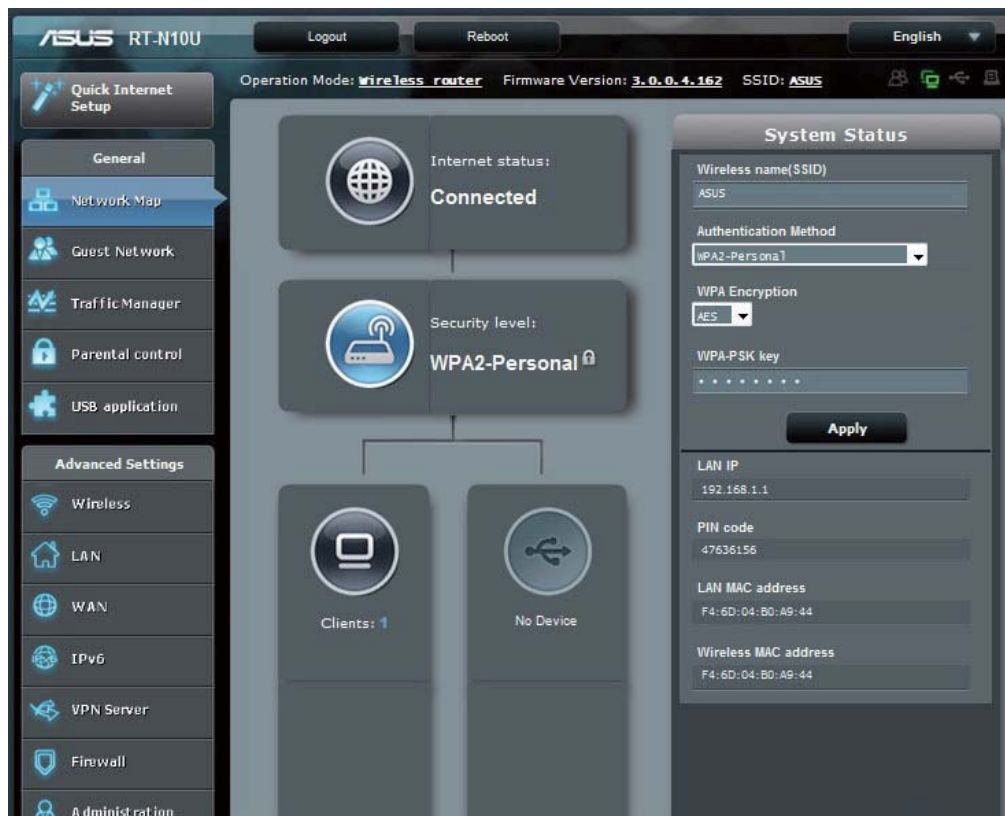 ASUS RT-N10U
Logout
Reboot
English
Quick Internet
Setup
Operation Mode: Wireless router Firmware Version: 3.0.0.4.162 SSID: ASUS
General
Network Map
Guest Network
Traffic Manager
Parental control
USB application
Advanced Settings
Wireless
LAN
WAN
IPv6
VPN Server
Firewall
Administration
Internet status:
Connected
Security level:
WPA2-Personal
Clients: 1
No Device
System Status
Wireless name(SSID)
ASUS
Authentication Method
WPA2-Personal
WPA Encryption
AES
WPA-PSK key
Apply
LAN IP
192.168.1.1
PIN code
47636156
LAN MAC address
F4:6D:04:B0:A9:44
Wireless MAC address
F4:6D:04:B0:A9:44